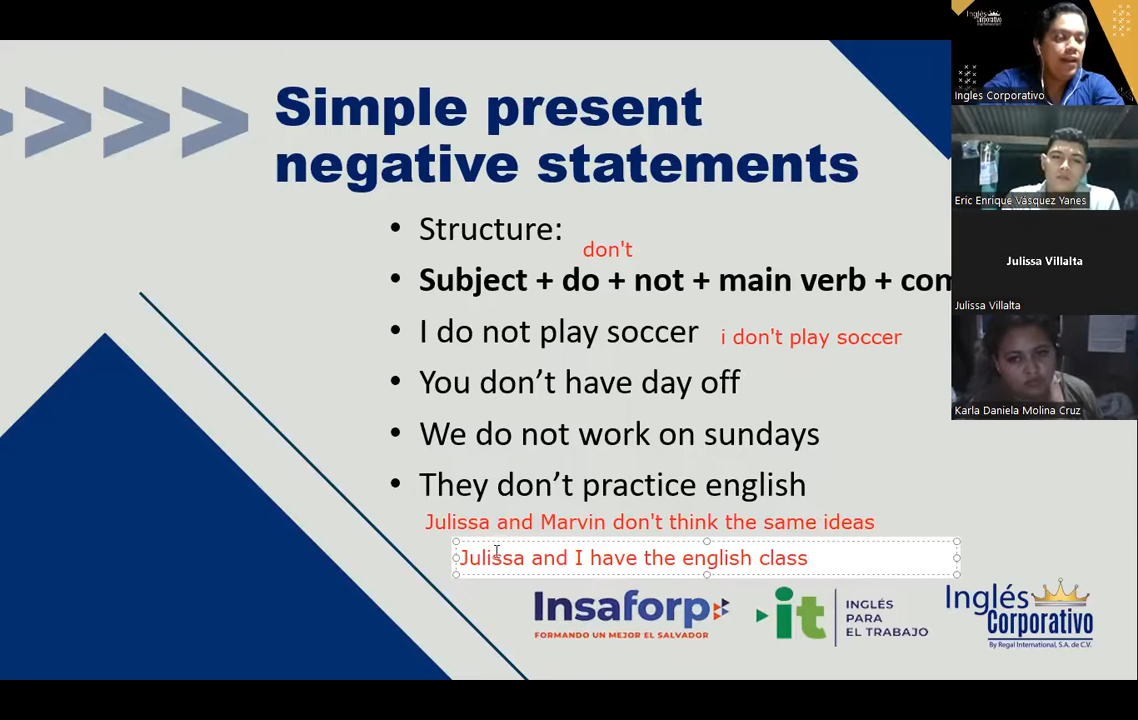 Simple present
negative statements
• Structure:
don't
• Subject + do + not + main verb + com
• I do not play soccer
i don't play soccer
• You don’t have day off
• We do not work on sundays
• They don’t practice english
Julissa and Marvin don't think the same ideas
Julissa and I have the english class
Insaforp
FORMANDO UN MEJOR EL SALVADOR
it
INGLÉS
PARA
EL TRABAJO
Inglés
Corporativo
By Regal International, S.A. de C.V.
Inglés
Corporativo
Ingles Corporativo
Eric Enrique Vásquez Yanes
Julissa Villalta
Julissa Villalta
Karla Daniela Molina Cruz